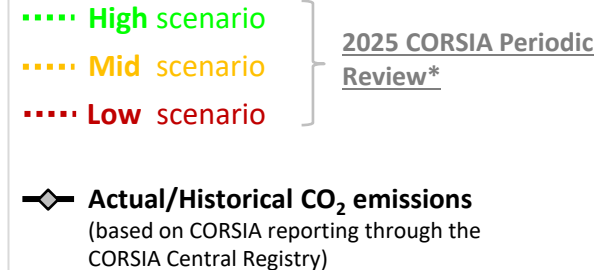 High scenario
Mid scenario
Low scenario
2025 CORSIA Periodic
Review*
Actual/Historical CO₂ emissions
(based on CORSIA reporting through the
CORSIA Central Registry)